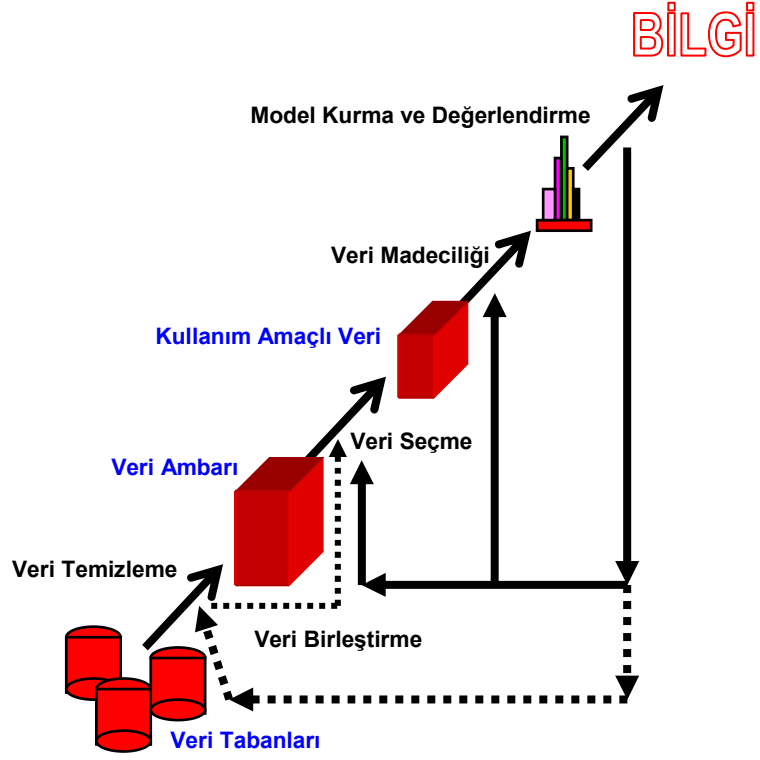 BİLGİ
Model Kurma ve Değerlendirme
Veri Madeciliği
Kullanım Amaçlı Veri
Veri Seçme
Veri Ambarı
Veri Temizleme
Veri Birleştirme
Veri Tabanları